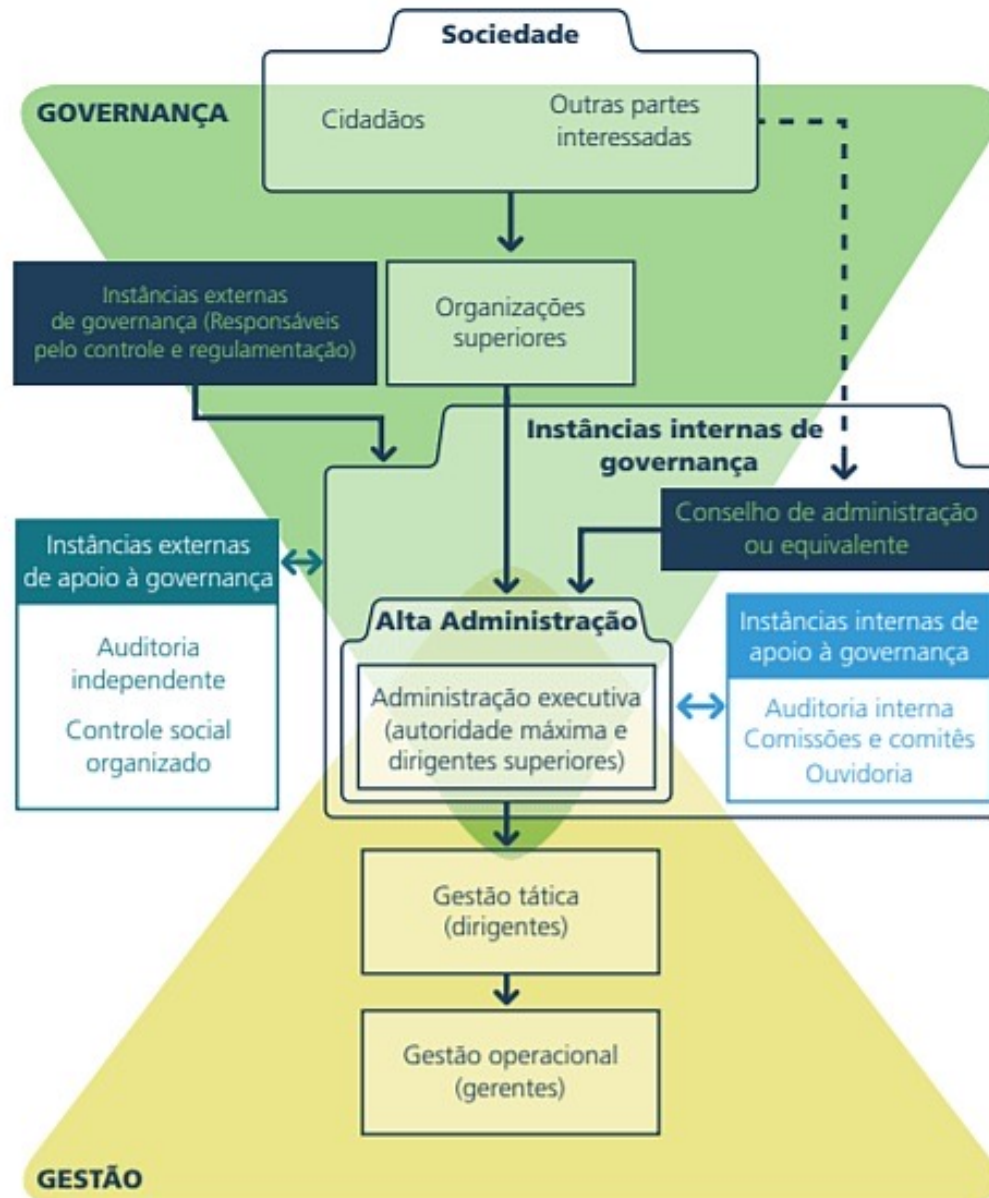 Sociedade
GOVERNANÇA
Cidadãos
Outras partes
interessadas
Instâncias externas
de governança (Responsáveis
pelo controle e regulamentação)
Organizações
superiores
Instâncias internas de
governança
Conselho de administração
ou equivalente
Instâncias externas
de apoio à governança
Auditoria
independente
Controle social
organizado
Alta Administração
Administração executiva
(autoridade máxima e
dirigentes superiores)
Instâncias internas de
apoio à governança
Auditoria interna
Comissões e comitês
Ouvidoria
Gestão tática
(dirigentes)
Gestão operacional
(gerentes)
GESTÃO